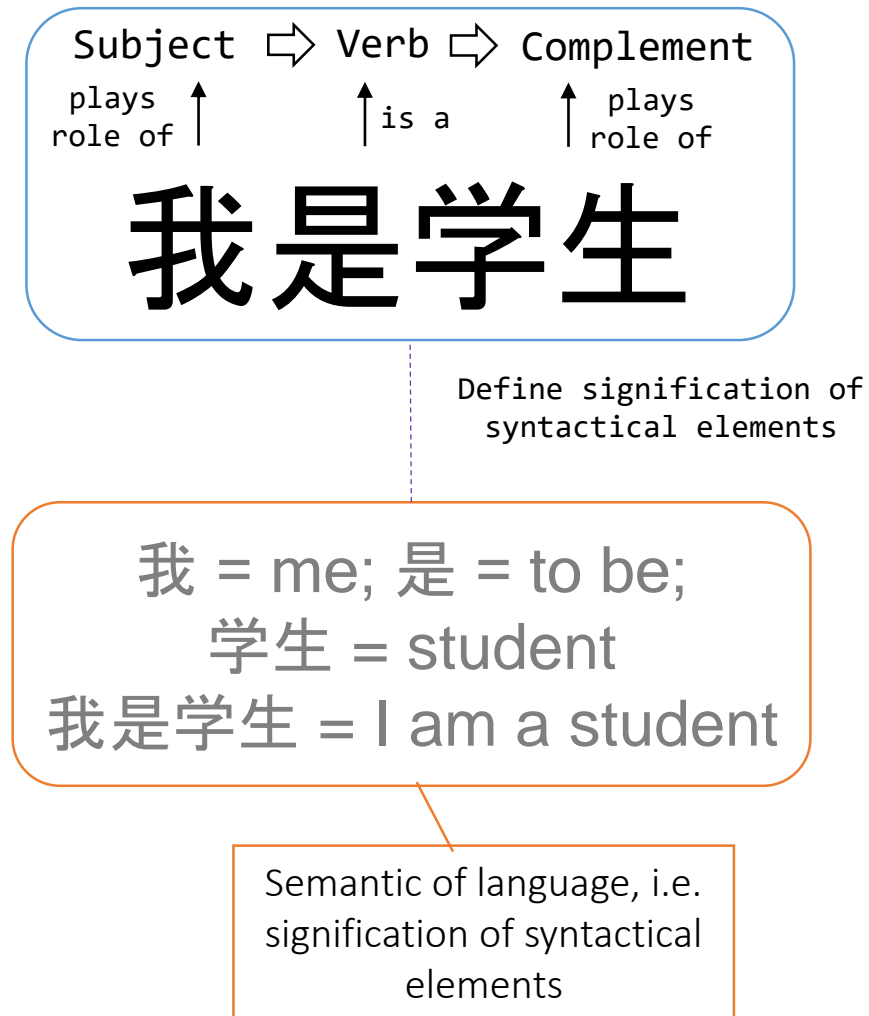 Subject ⇨ Verb ⇨ Complement
plays
role of
is a
plays
role of
我是学生
Define signification of
syntactical elements
我 = me; 是 = to be;
学生 = student
我是学生 = I am a student
Semantic of language, i.e.
signification of syntactical
elements